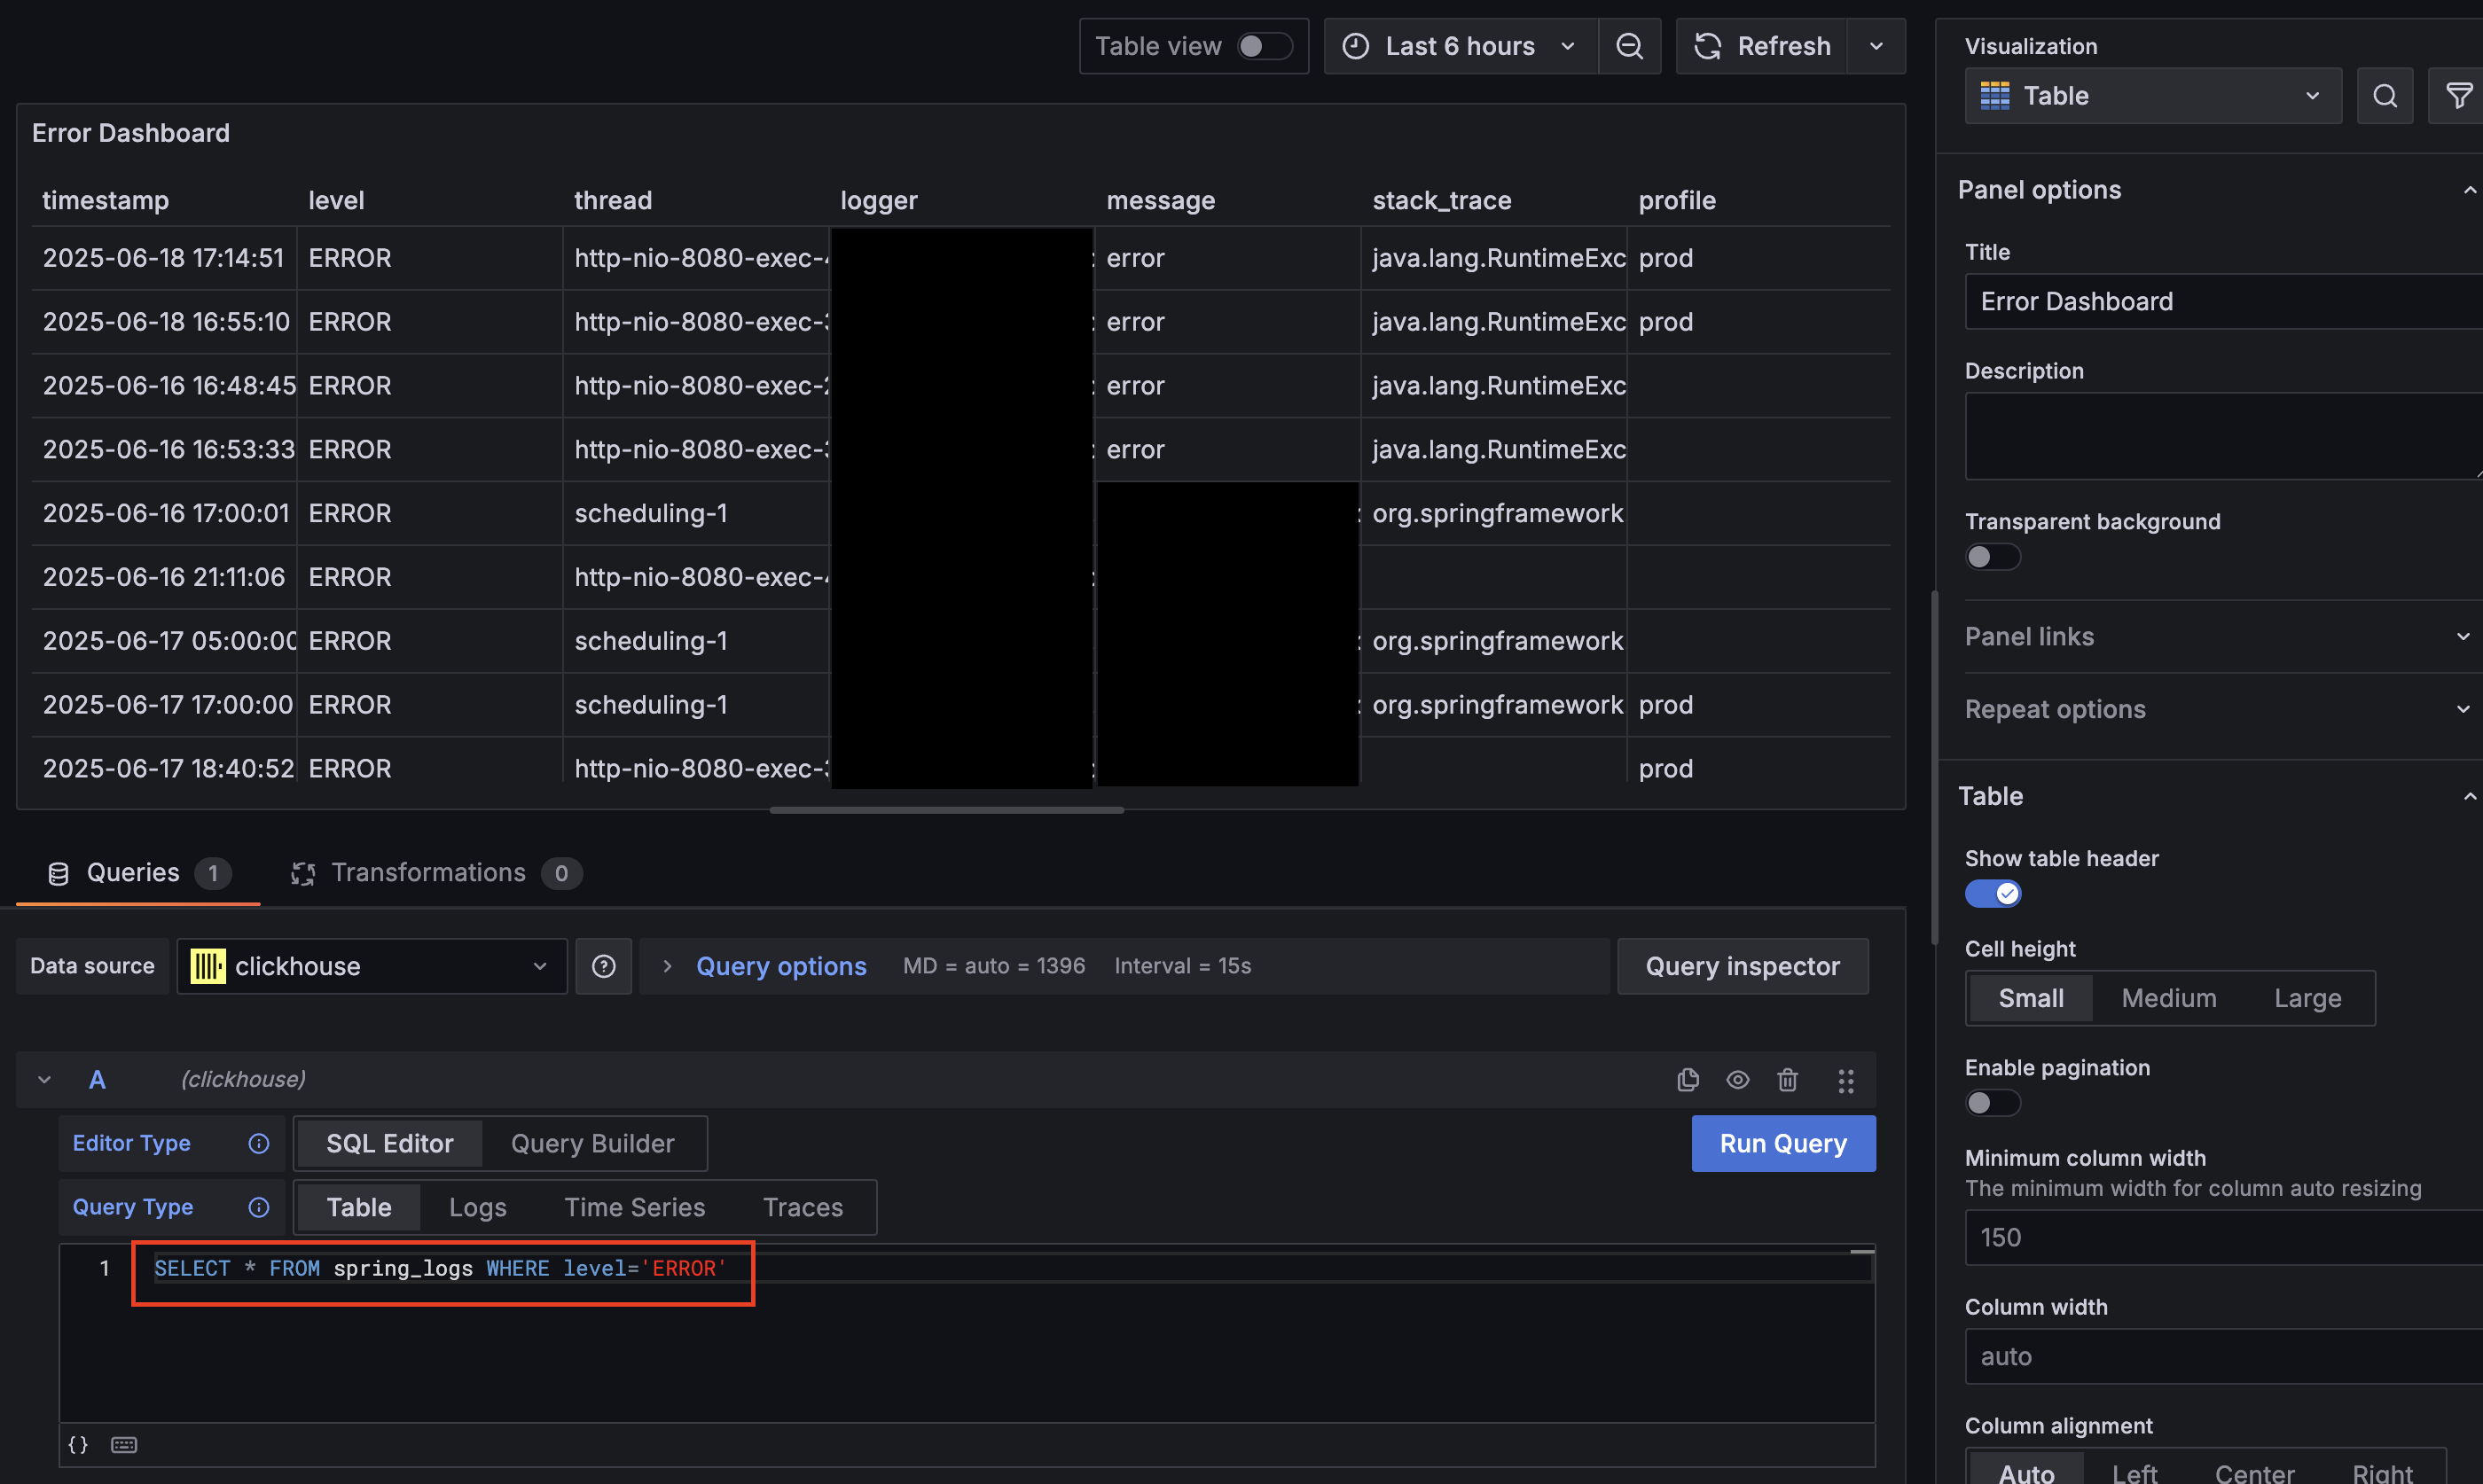 Table view
Last 6 hours
Refresh
Visualization
Table
Error Dashboard
timestamp level thread logger message stack_trace profile
2025-06-18 17:14:51 ERROR http-nio-8080-exec- error java.lang.RuntimeExc prod
2025-06-18 16:55:10 ERROR http-nio-8080-exec- error java.lang.RuntimeExc prod
2025-06-16 16:48:45 ERROR http-nio-8080-exec- error java.lang.RuntimeExc
2025-06-16 16:53:33 ERROR http-nio-8080-exec- error java.lang.RuntimeExc
2025-06-16 17:00:01 ERROR scheduling-1 org.springframework
2025-06-16 21:11:06 ERROR http-nio-8080-exec-
2025-06-17 05:00:00 ERROR scheduling-1 org.springframework
2025-06-17 17:00:00 ERROR scheduling-1 org.springframework prod
2025-06-17 18:40:52 ERROR http-nio-8080-exec- prod
Queries 1 Transformations 0
Data source clickhouse Query options MD = auto = 1396 Interval = 15s Query inspector
A (clickhouse)
Editor Type SQL Editor Query Builder Run Query
Query Type Table Logs Time Series Traces
1 SELECT * FROM spring_logs WHERE level='ERROR'
{}
Panel options
Title
Error Dashboard
Description
Transparent background
Panel links
Repeat options
Table
Show table header
Cell height
Small Medium Large
Enable pagination
Minimum column width
The minimum width for column auto resizing
150
Column width
auto
Column alignment
Auto Left Center Right